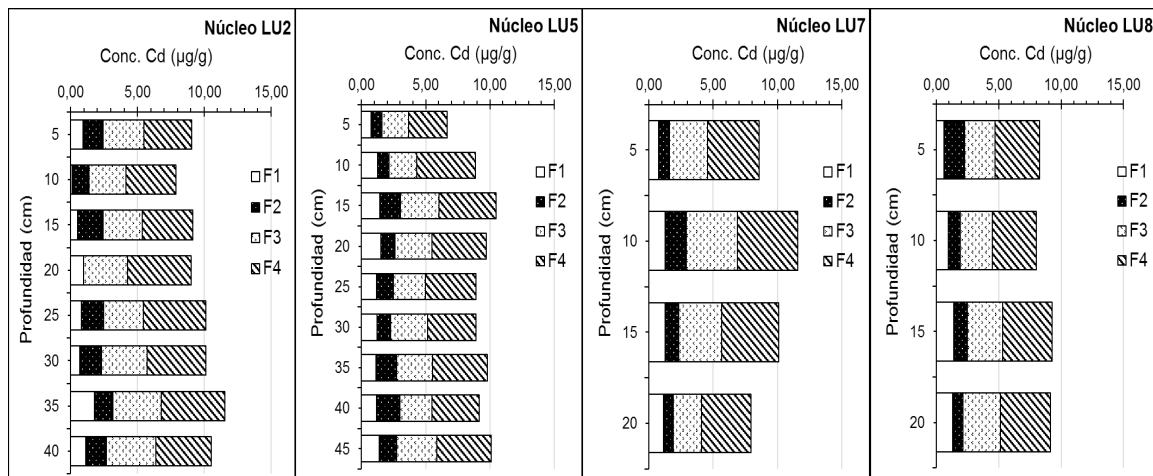 Núcleo LU2
Conc. Cd (µg/g)
0,00 5,00 10,00 15,00
Profundidad (cm)
5
10
15
20
25
30
35
40
F1
F2
F3
F4
Núcleo LU5
Conc. Cd (µg/g)
0,00 5,00 10,00 15,00
Profundidad (cm)
5
10
15
20
25
30
35
40
45
F1
F2
F3
F4
Núcleo LU7
Conc. Cd (µg/g)
0,00 5,00 10,00 15,00
Profundidad (cm)
5
10
15
20
F1
F2
F3
F4
Núcleo LU8
Conc. Cd (µg/g)
0,00 5,00 10,00 15,00
Profundidad (cm)
5
10
15
20
F1
F2
F3
F4